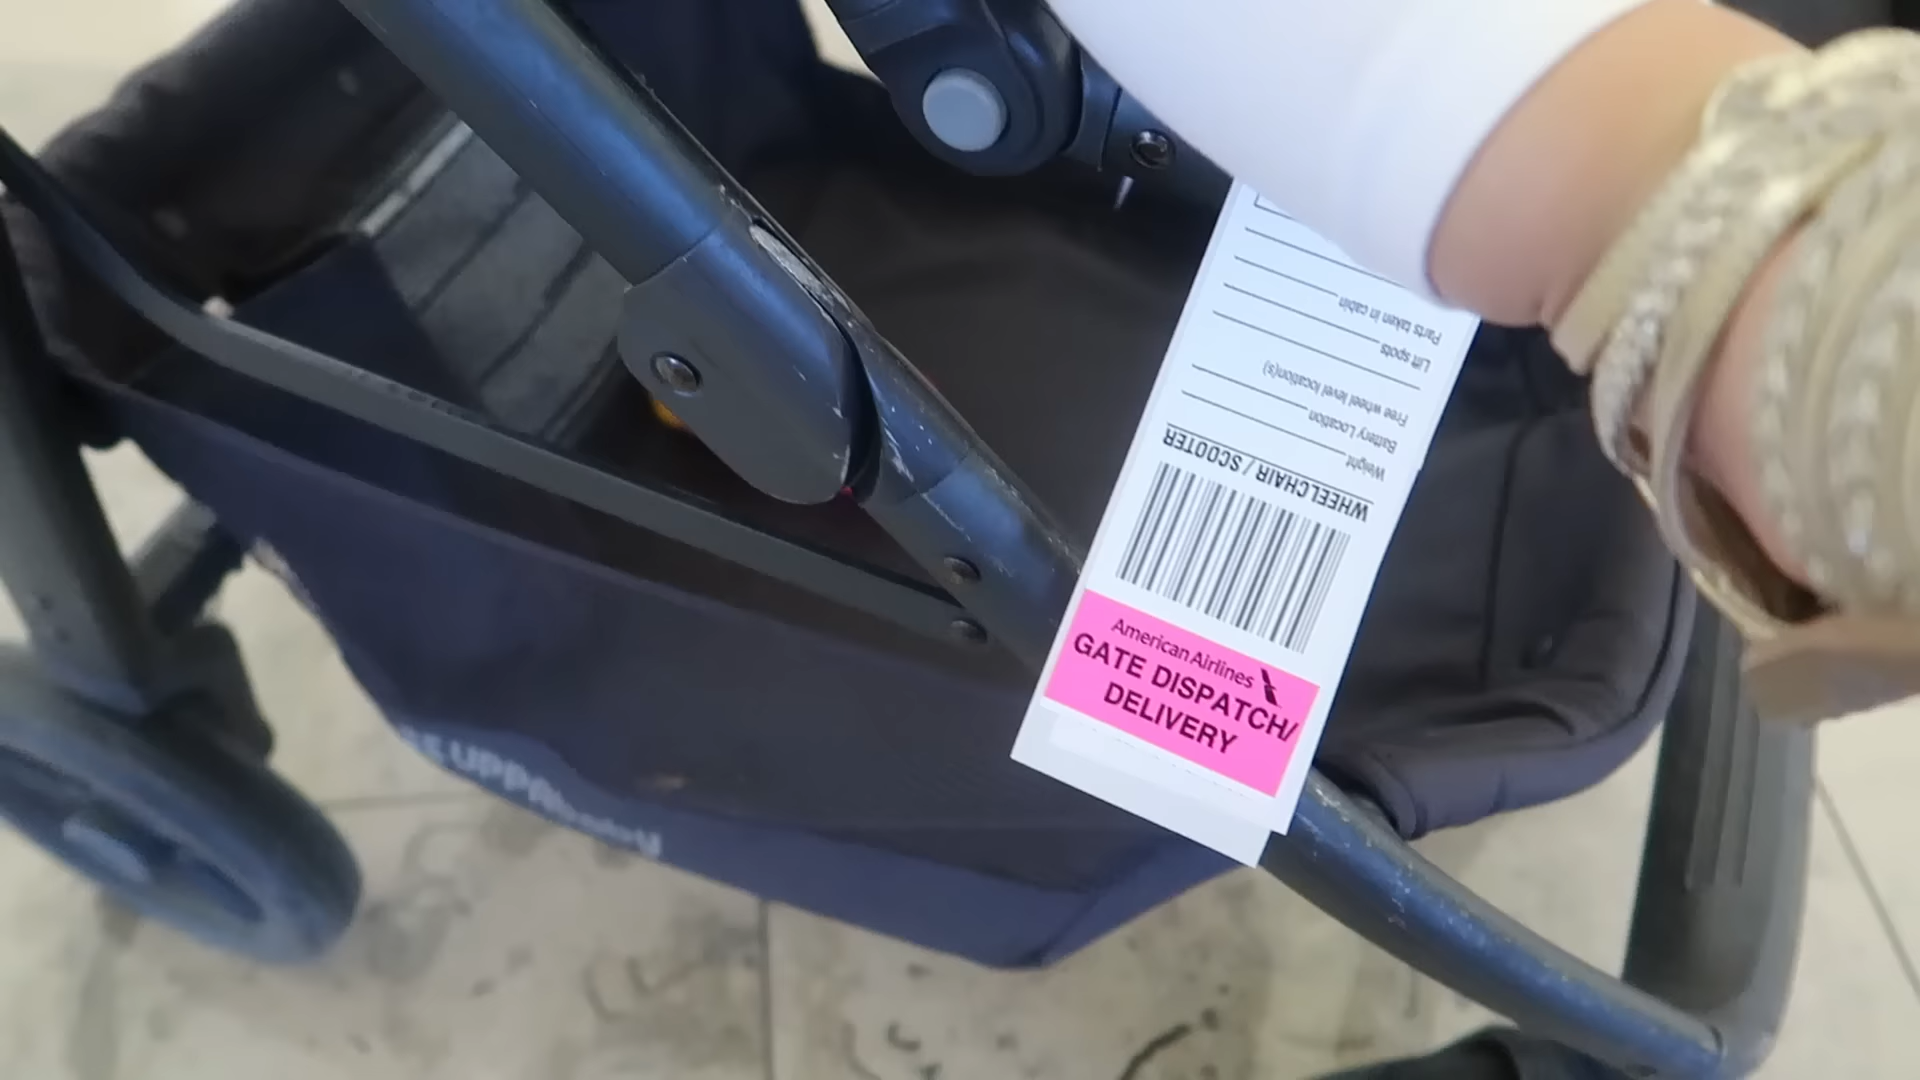 American Airlines
GATE DISPATCH/
DELIVERY
WHEELCHAIR / SCOOTER
Weight
Battery Location
Free wheel level location(s)
Lift spots
Parts taken in cabin
UPPAbaby